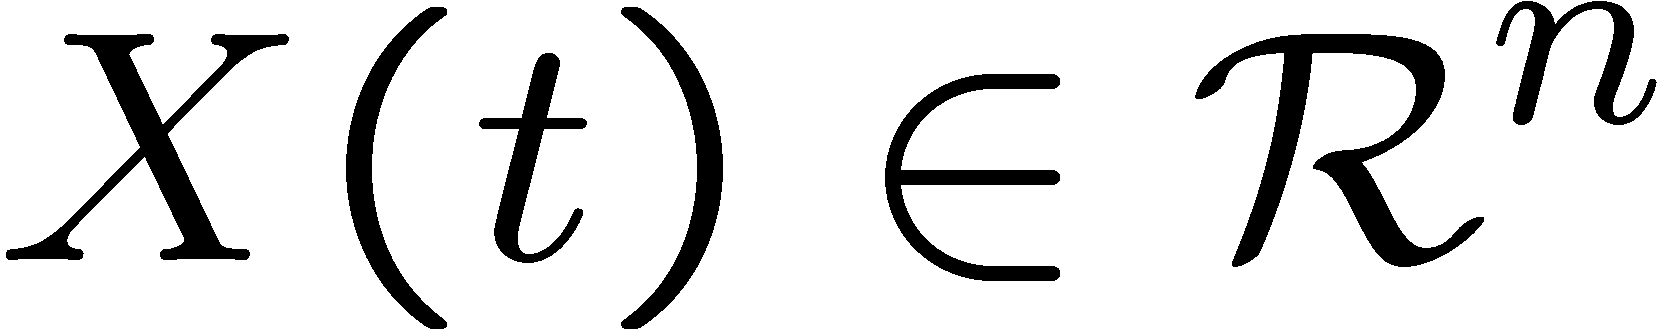 X(t) ∈ ℛⁿ